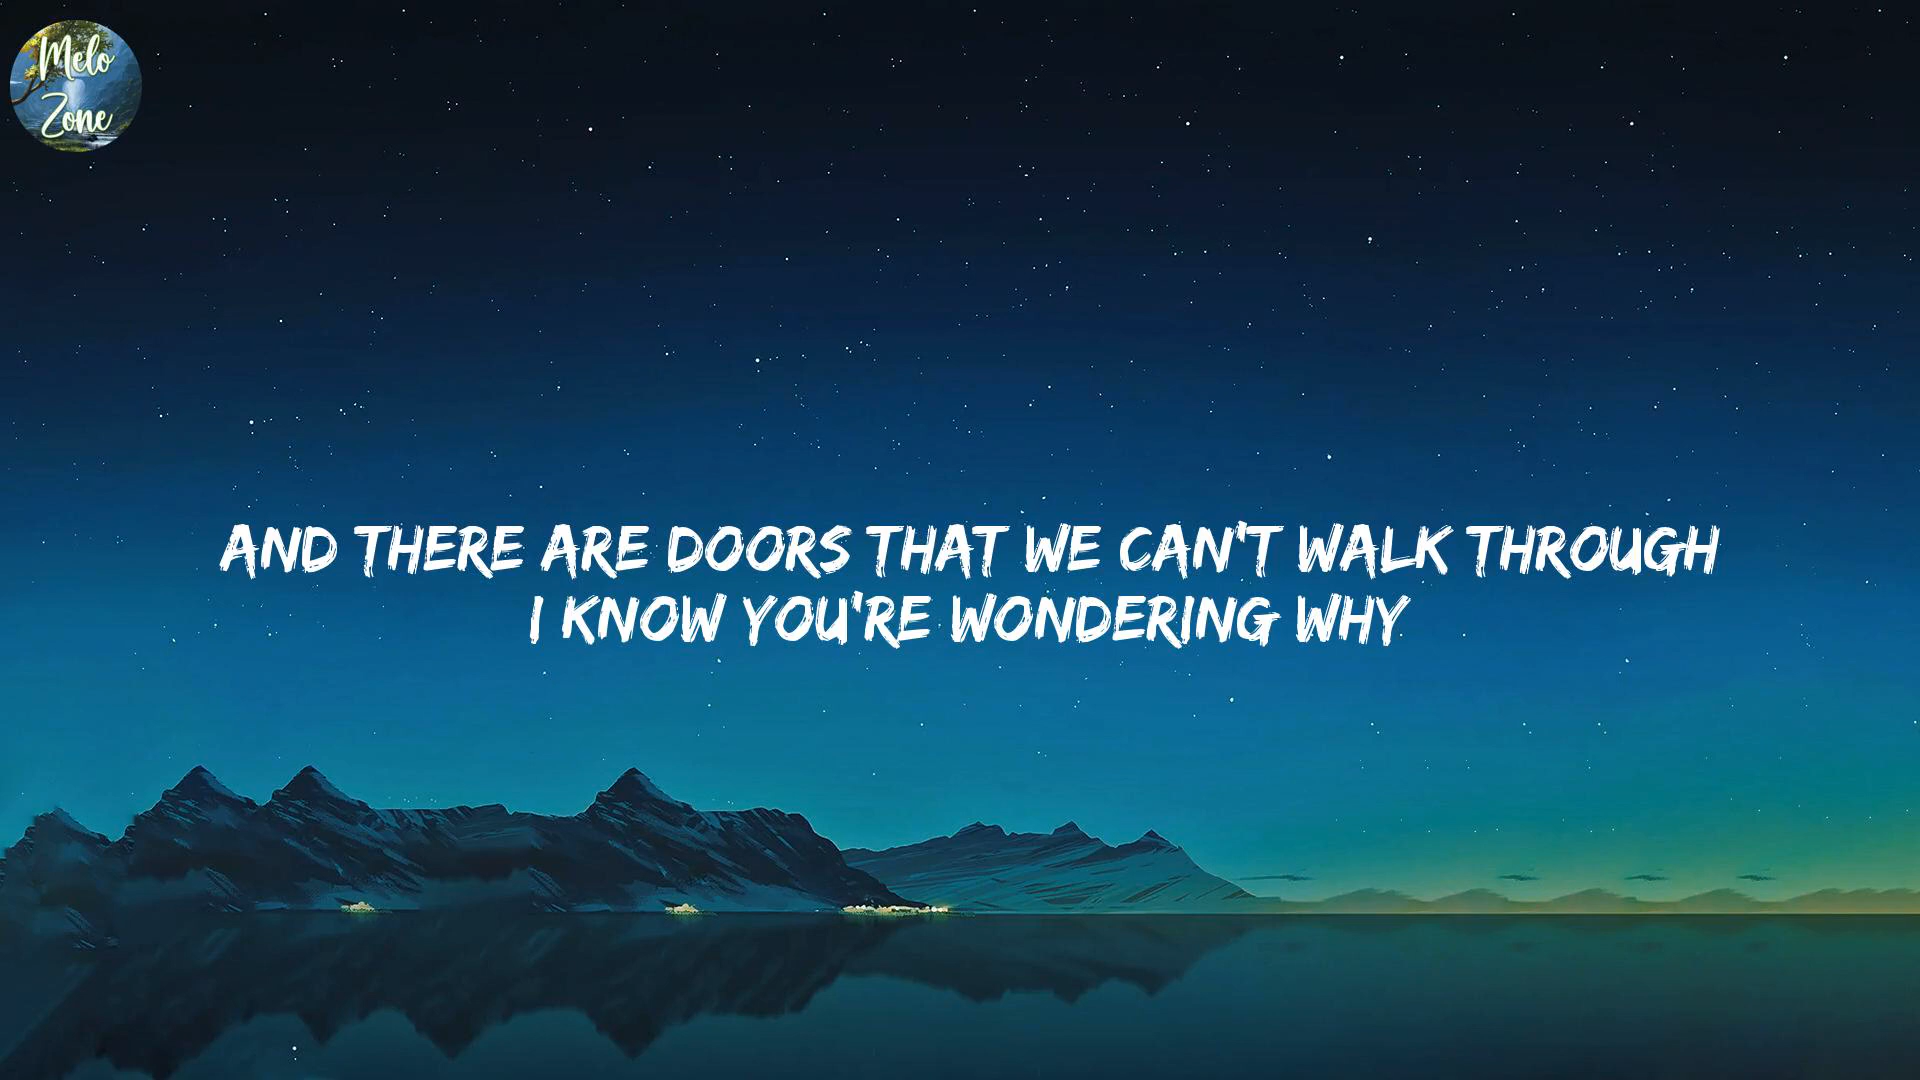 Melo
Zone
AND THERE ARE DOORS THAT WE CAN'T WALK THROUGH
I KNOW YOU'RE WONDERING WHY